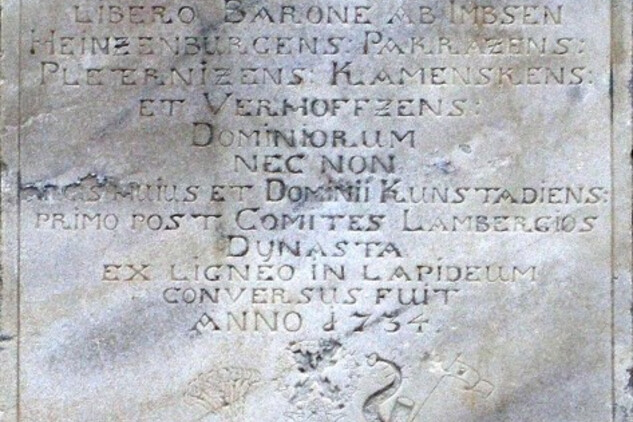 LIBERO BARONE AB IMBSEN
HEINZENBURGENS: PAKRAZENS:
PLETERNIZENS: KAMENSKENS:
ET VERHOFFZENS:
DOMINIORUM
NEC NON
HUIUS ET DOMINII KUNSTADIENS:
PRIMO POST COMITES LAMBERGIOS
DYNASTA
EX LIGNEO IN LAPIDEUM
CONVERSUS FUIT
ANNO 1734.